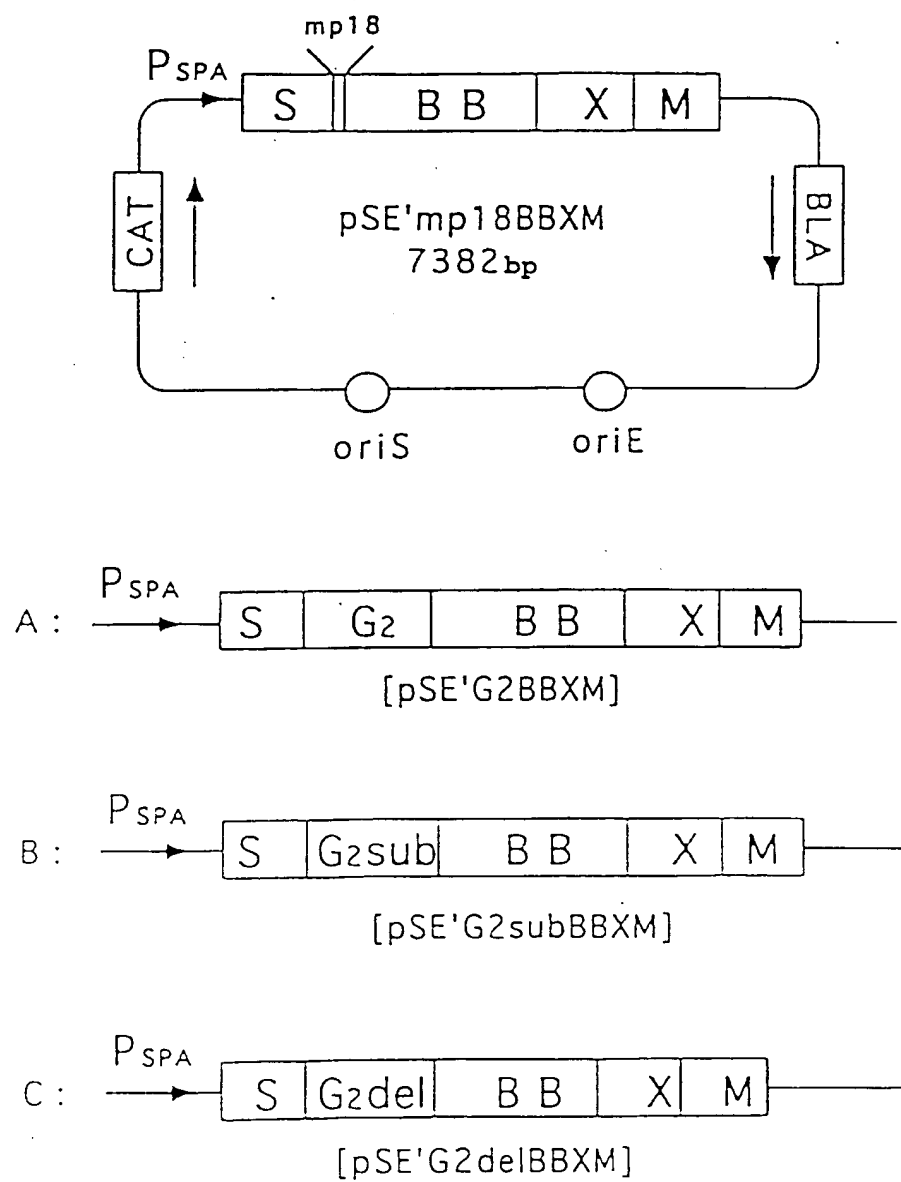 mp18
PSPA
S BB X M
CAT
BLA
pSE'mp18BBXM
7382bp
oriS
oriE
A: PSPA
S G2 BB X M
[pSE'G2BBXM]
B: PSPA
S G2sub BB X M
[pSE'G2subBBXM]
C: PSPA
S G2del BB X M
[pSE'G2delBBXM]